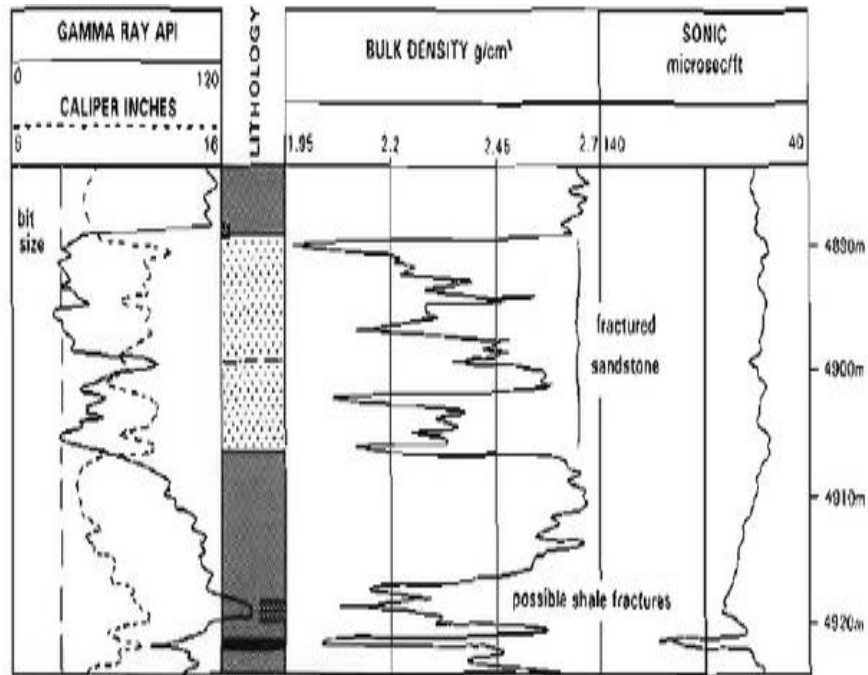 GAMMA RAY API
0 120
CALIPER INCHES
6 16
LITHOLOGY
BULK DENSITY g/cm³
1.95 2.2 2.45 2.7
SONIC
microsec/ft
140 40
bit
size
fractured
sandstone
possible shale fractures
4890m
4900m
4910m
4920m